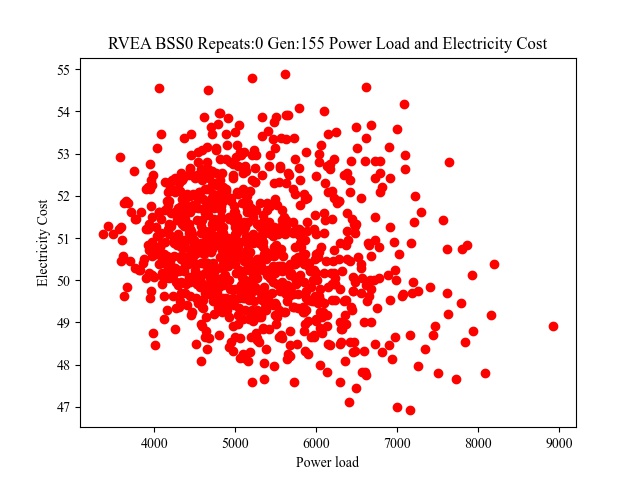 RVEA BSS0 Repeats:0 Gen:155 Power Load and Electricity Cost
55
54
53
52
51
50
49
48
47
Electricity Cost
4000 5000 6000 7000 8000 9000
Power load